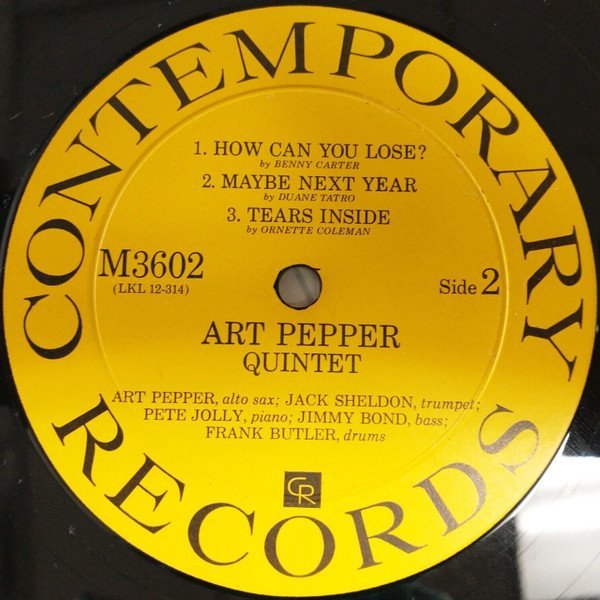 CONTEMPORARY
1. HOW CAN YOU LOSE?
by BENNY CARTER
2. MAYBE NEXT YEAR
by DUANE TATRO
3. TEARS INSIDE
by ORNETTE COLEMAN
M3602
(LKL 12-314)
Side 2
ART PEPPER
QUINTET
ART PEPPER, alto sax; JACK SHELDON, trumpet;
PETE JOLLY, piano; JIMMY BOND, bass;
FRANK BUTLER, drums
CR
RECORDS